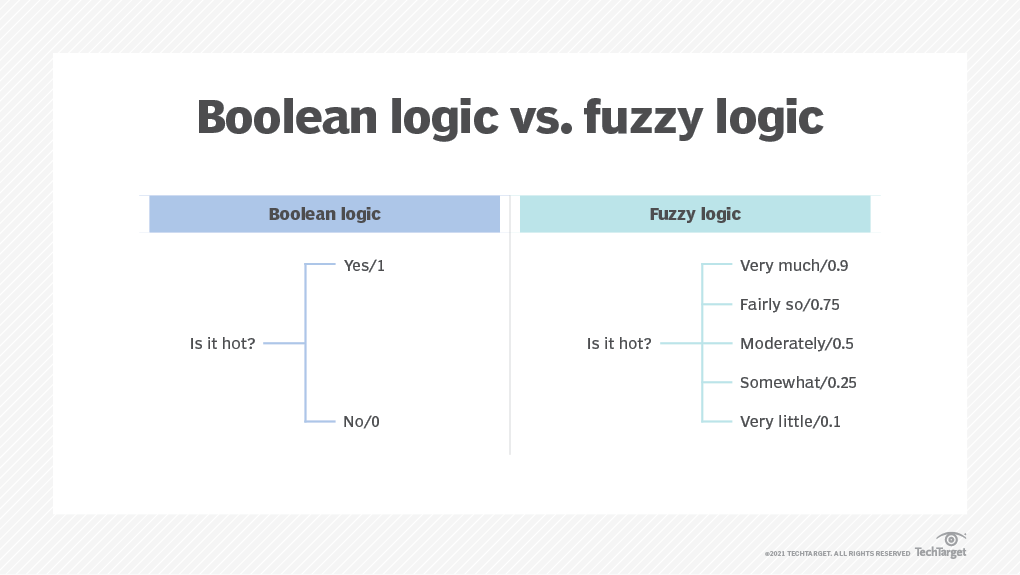 Boolean logic vs. fuzzy logic
Boolean logic
Is it hot?
Yes/1
No/0
Fuzzy logic
Is it hot?
Very much/0.9
Fairly so/0.75
Moderately/0.5
Somewhat/0.25
Very little/0.1
©2021 TECHTARGET. ALL RIGHTS RESERVED TechTarget